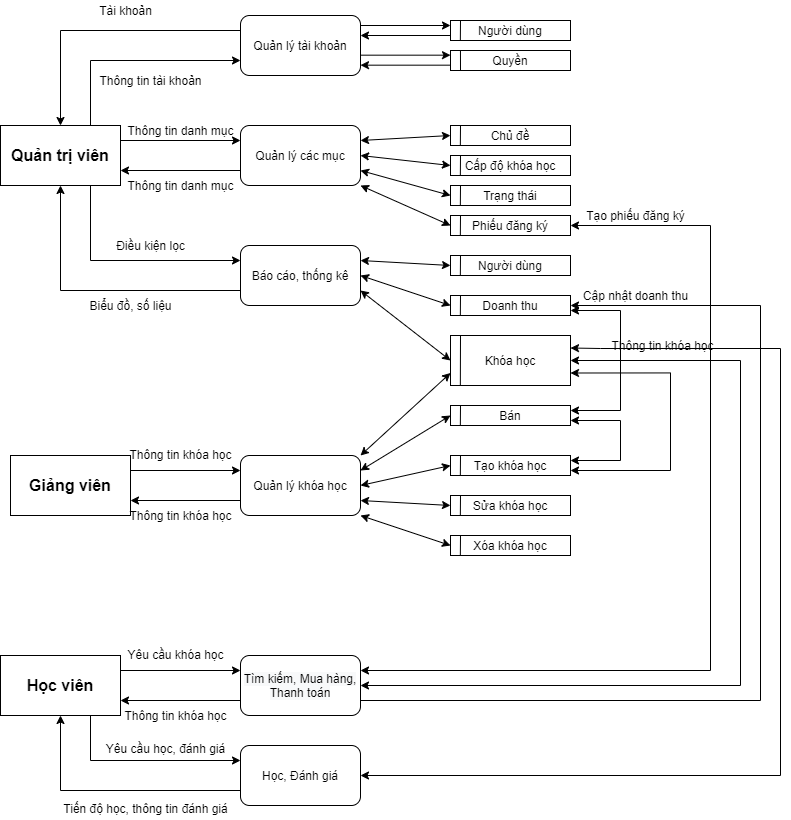 Tài khoản
Quản lý tài khoản
Người dùng
Quyền
Thông tin tài khoản
Quản trị viên
Thông tin danh mục
Thông tin danh mục
Quản lý các mục
Chủ đề
Cấp độ khóa học
Trạng thái
Phiếu đăng ký
Tạo phiếu đăng ký
Điều kiện lọc
Biểu đồ, số liệu
Báo cáo, thống kê
Người dùng
Doanh thu
Cập nhật doanh thu
Khóa học
Thông tin khóa học
Bán
Giảng viên
Thông tin khóa học
Thông tin khóa học
Quản lý khóa học
Tạo khóa học
Sửa khóa học
Xóa khóa học
Học viên
Yêu cầu khóa học
Thông tin khóa học
Tìm kiếm, Mua hàng,
Thanh toán
Yêu cầu học, đánh giá
Học, Đánh giá
Tiến độ học, thông tin đánh giá